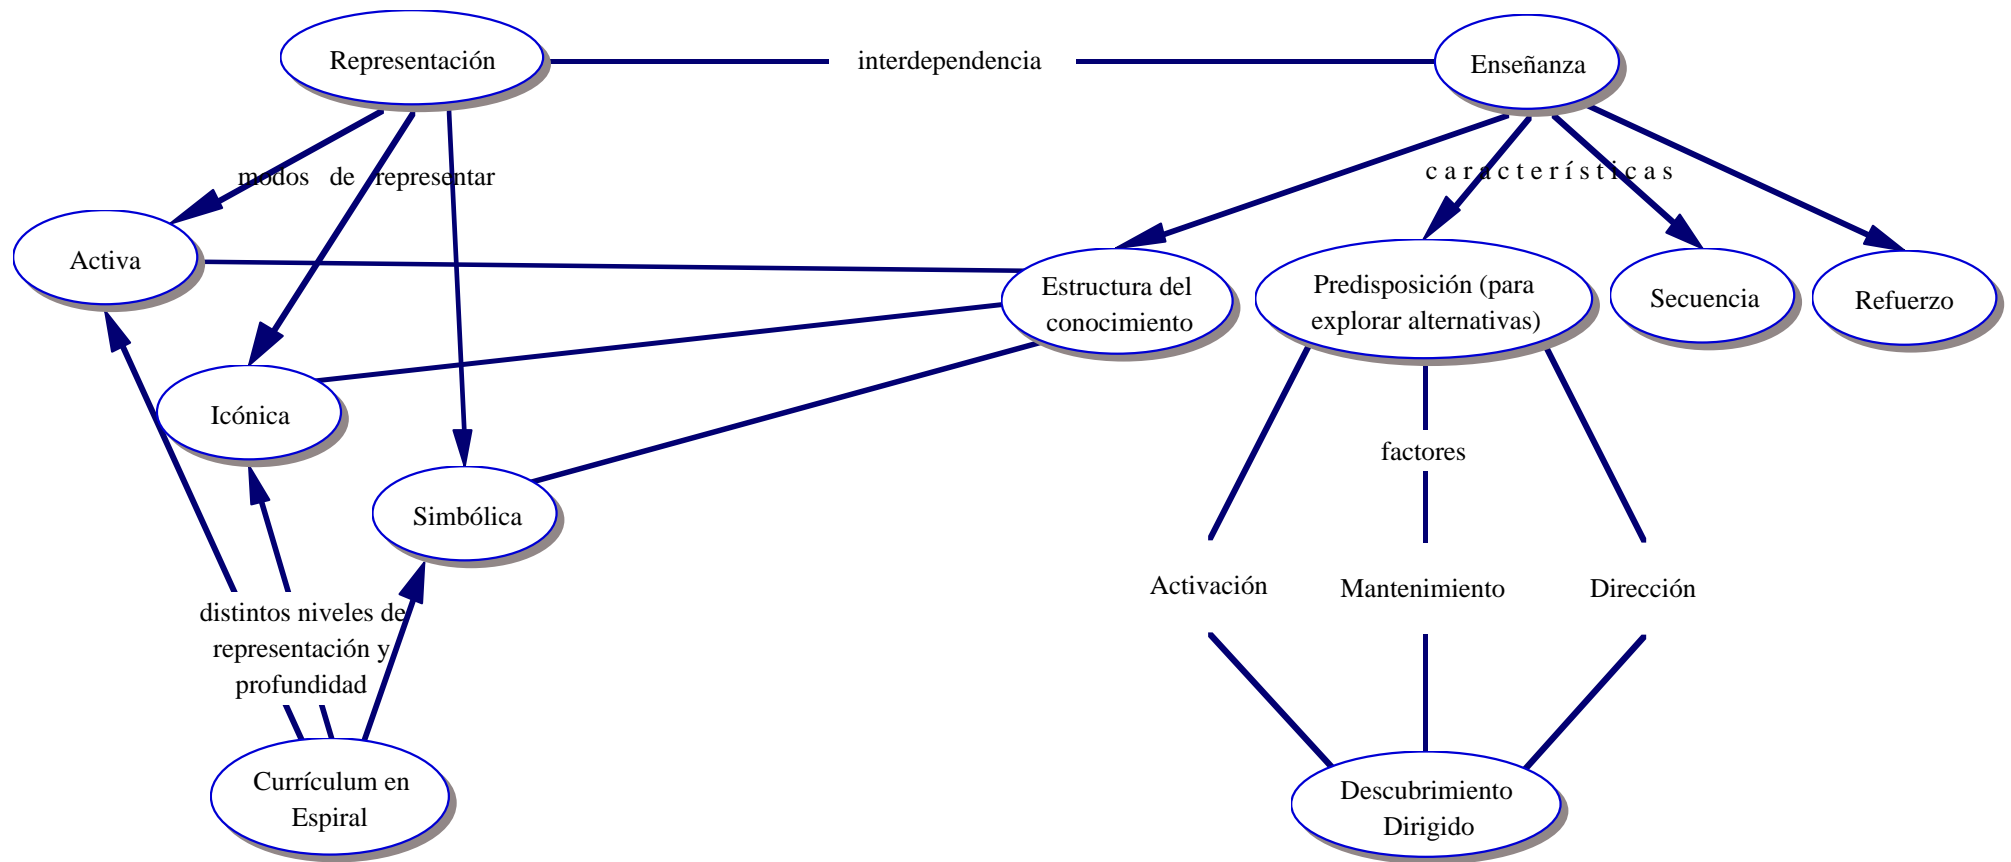 Representación
interdependencia
Enseñanza
modos de representar
características
Activa
Estructura del
conocimiento
Predisposición (para
explorar alternativas)
Secuencia
Refuerzo
Icónica
factores
Simbólica
Activación
Mantenimiento
Dirección
distintos niveles de
representación y
profundidad
Currículum en
Espiral
Descubrimiento
Dirigido